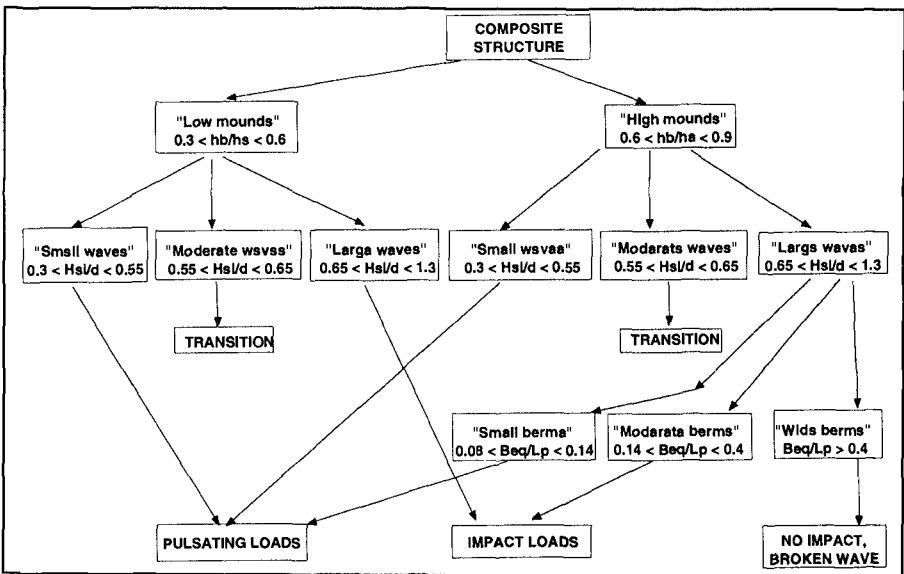 COMPOSITE
STRUCTURE
"Low mounds"
0.3 < hb/hs < 0.6
"High mounds"
0.6 < hb/ha < 0.9
"Smsll waves"
0.3 < Hsl/d < 0.55
"Moderate wsvss"
0.55 < Hsl/d < 0.65
"Larga waves"
0.65 < Hsl/d < 1.3
"Small wsvaa"
0.3 < Hsl/d < 0.55
"Modarats waves"
0.55 < Hsl/d < 0.65
"Largs wavas"
0.65 < Hsl/d < 1.3
TRANSITION
TRANSITION
"Small berma"
0.08 < Beq/Lp < 0.14
"Modarata berms"
0.14 < Beq/Lp < 0.4
"Wids berms"
Beq/Lp > 0.4
PULSATING LOADS
IMPACT LOADS
NO IMPACT,
BROKEN WAVE